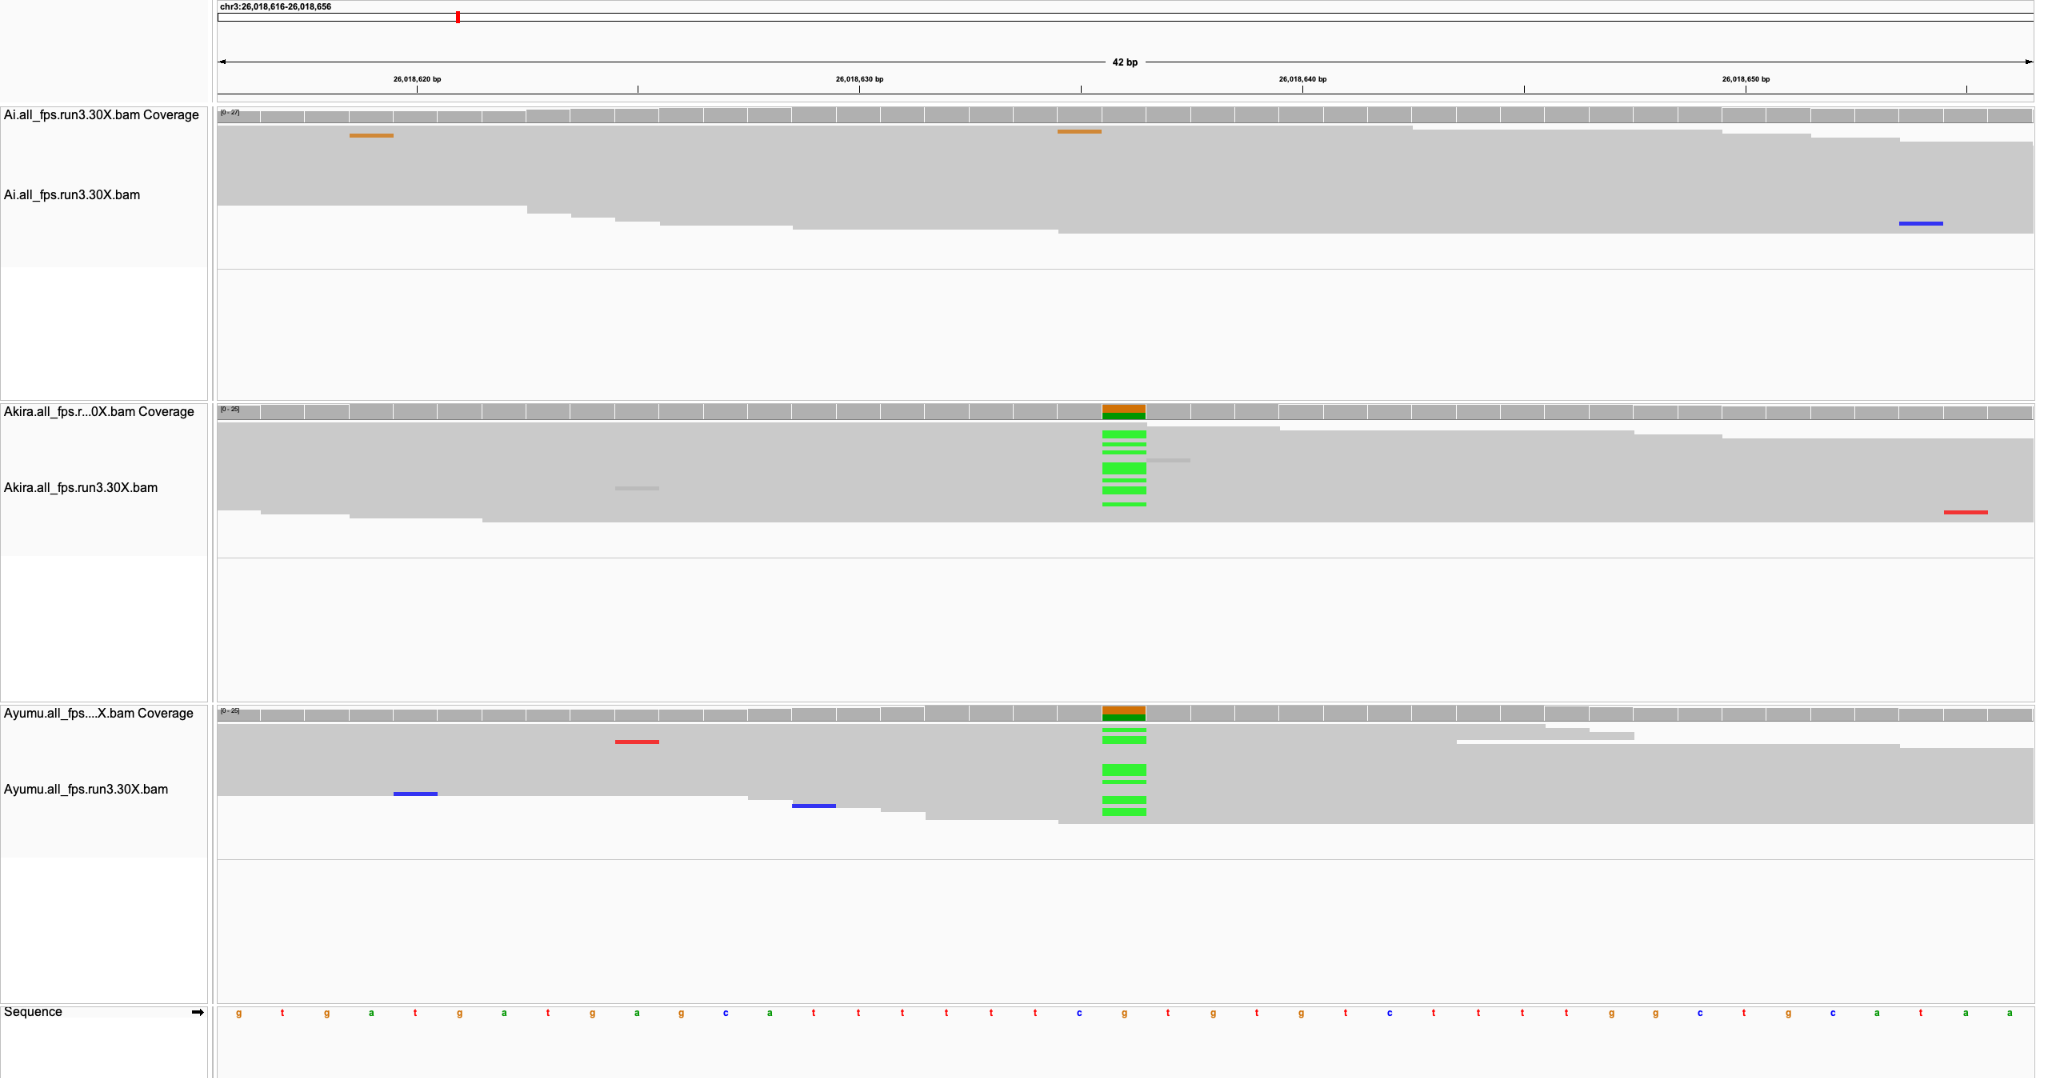 chr3:26,018,616-26,018,656
42 bp
26,018,620 bp 26,018,630 bp 26,018,640 bp 26,018,650 bp
Ai.all_fps.run3.30X.bam Coverage
[0 - 27]
Ai.all_fps.run3.30X.bam
Akira.all_fps.r...0X.bam Coverage
[0 - 25]
Akira.all_fps.run3.30X.bam
Ayumu.all_fps....X.bam Coverage
[0 - 25]
Ayumu.all_fps.run3.30X.bam
Sequence g t g a t g a t g a g c a t t t t t t c g t g t g t c t t t t g g c t g c a t a a